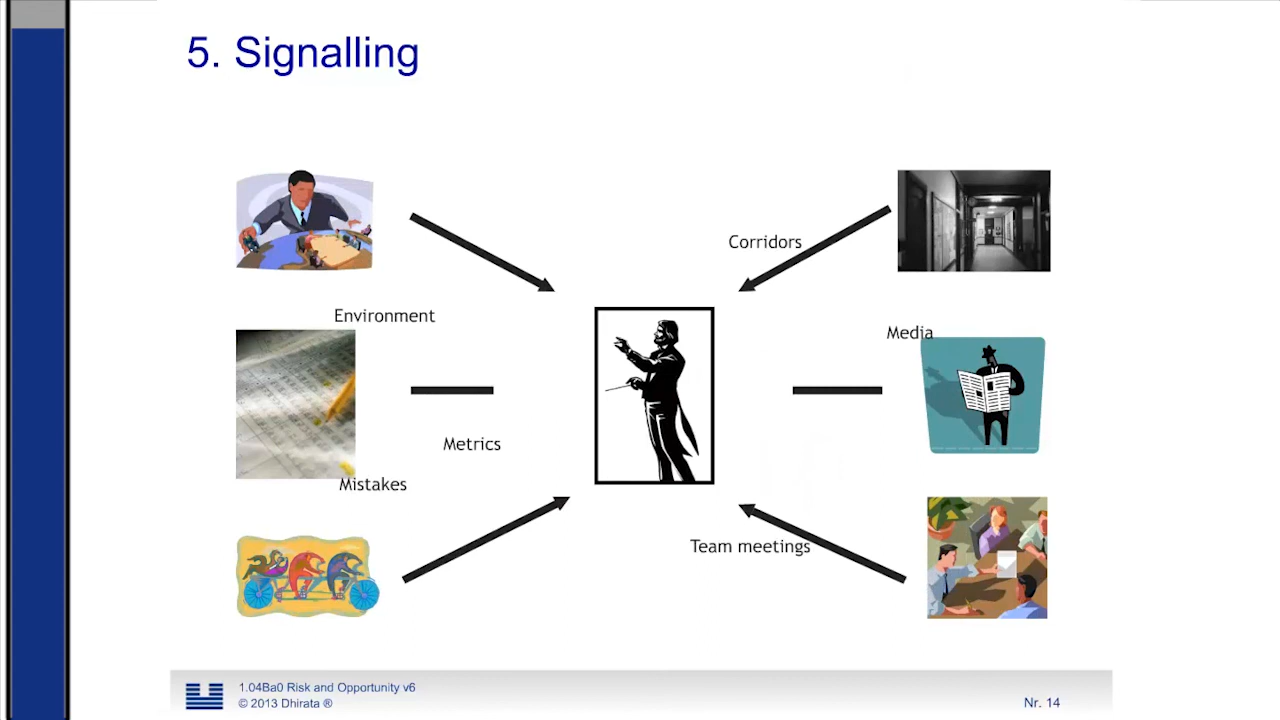 5. Signalling
Corridors
Environment
Media
Metrics
Mistakes
Team meetings
1.04Ba0 Risk and Opportunity v6
© 2013 Dhirata ®
Nr. 14